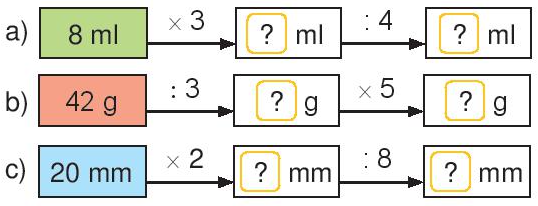 a) 8 ml × 3 ? ml : 4 ? ml
b) 42 g : 3 ? g × 5 ? g
c) 20 mm × 2 ? mm : 8 ? mm